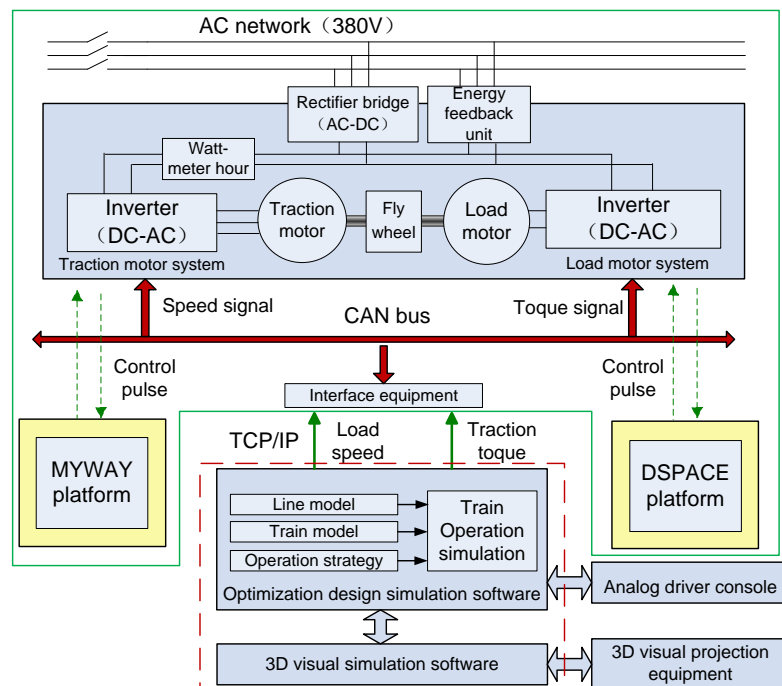 AC network（380V）
Rectifier bridge
（AC-DC）
Energy
feedback
unit
Watt-
meter hour
Inverter
（DC-AC）
Traction
motor
Fly
wheel
Load
motor
Inverter
（DC-AC）
Traction motor system
Load motor system
Speed signal
Toque signal
CAN bus
Control
pulse
Control
pulse
Interface equipment
MYWAY
platform
TCP/IP
Load
speed
Traction
toque
DSPACE
platform
Line model
Train model
Operation strategy
Train
Operation
simulation
Optimization design simulation software
Analog driver console
3D visual simulation software
3D visual projection
equipment